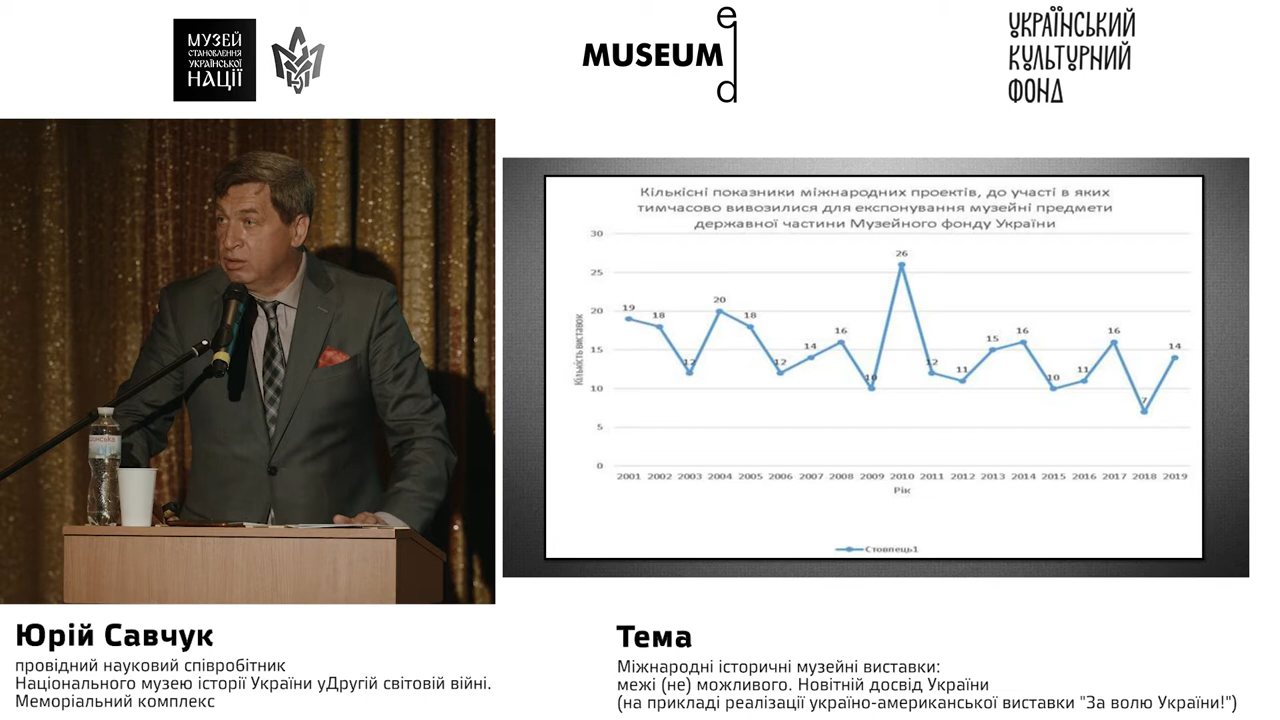 МУЗЕЙ
СТАНОВЛЕННЯ
УКРАЇНСЬКОЇ
НАЦІЇ
MUSEUM
ed
УКРАЇНСЬКИЙ
КУЛЬТУРНИЙ
ФОНД
Кількісні показники міжнародних проектів, до участі в яких
тимчасово вивозилися для експонування музейні предмети
державної частини Музейного фонду України
Кількість виставок
30
25
20
15
10
5
0
19 18 12 20 18 12 14 16 10 26 12 11 15 16 10 11 16 7 14
2001 2002 2003 2004 2005 2006 2007 2008 2009 2010 2011 2012 2013 2014 2015 2016 2017 2018 2019
Рік
Стовпець1
Юрій Савчук
провідний науковий співробітник
Національного музею історії України уДругій світовій війні.
Меморіальний комплекс
Тема
Міжнародні історичні музейні виставки:
межі (не) можливого. Новітній досвід України
(на прикладі реалізації україно-американської виставки "За волю України!")